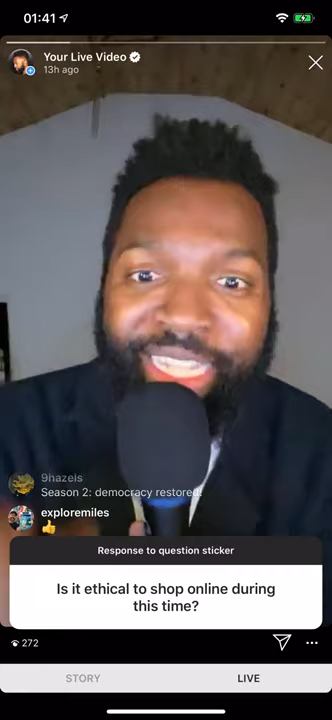 01:41
Your Live Video
13h ago
9hazels
Season 2: democracy restored!
exploremiles
👍
Response to question sticker
Is it ethical to shop online during
this time?
272
STORY
LIVE